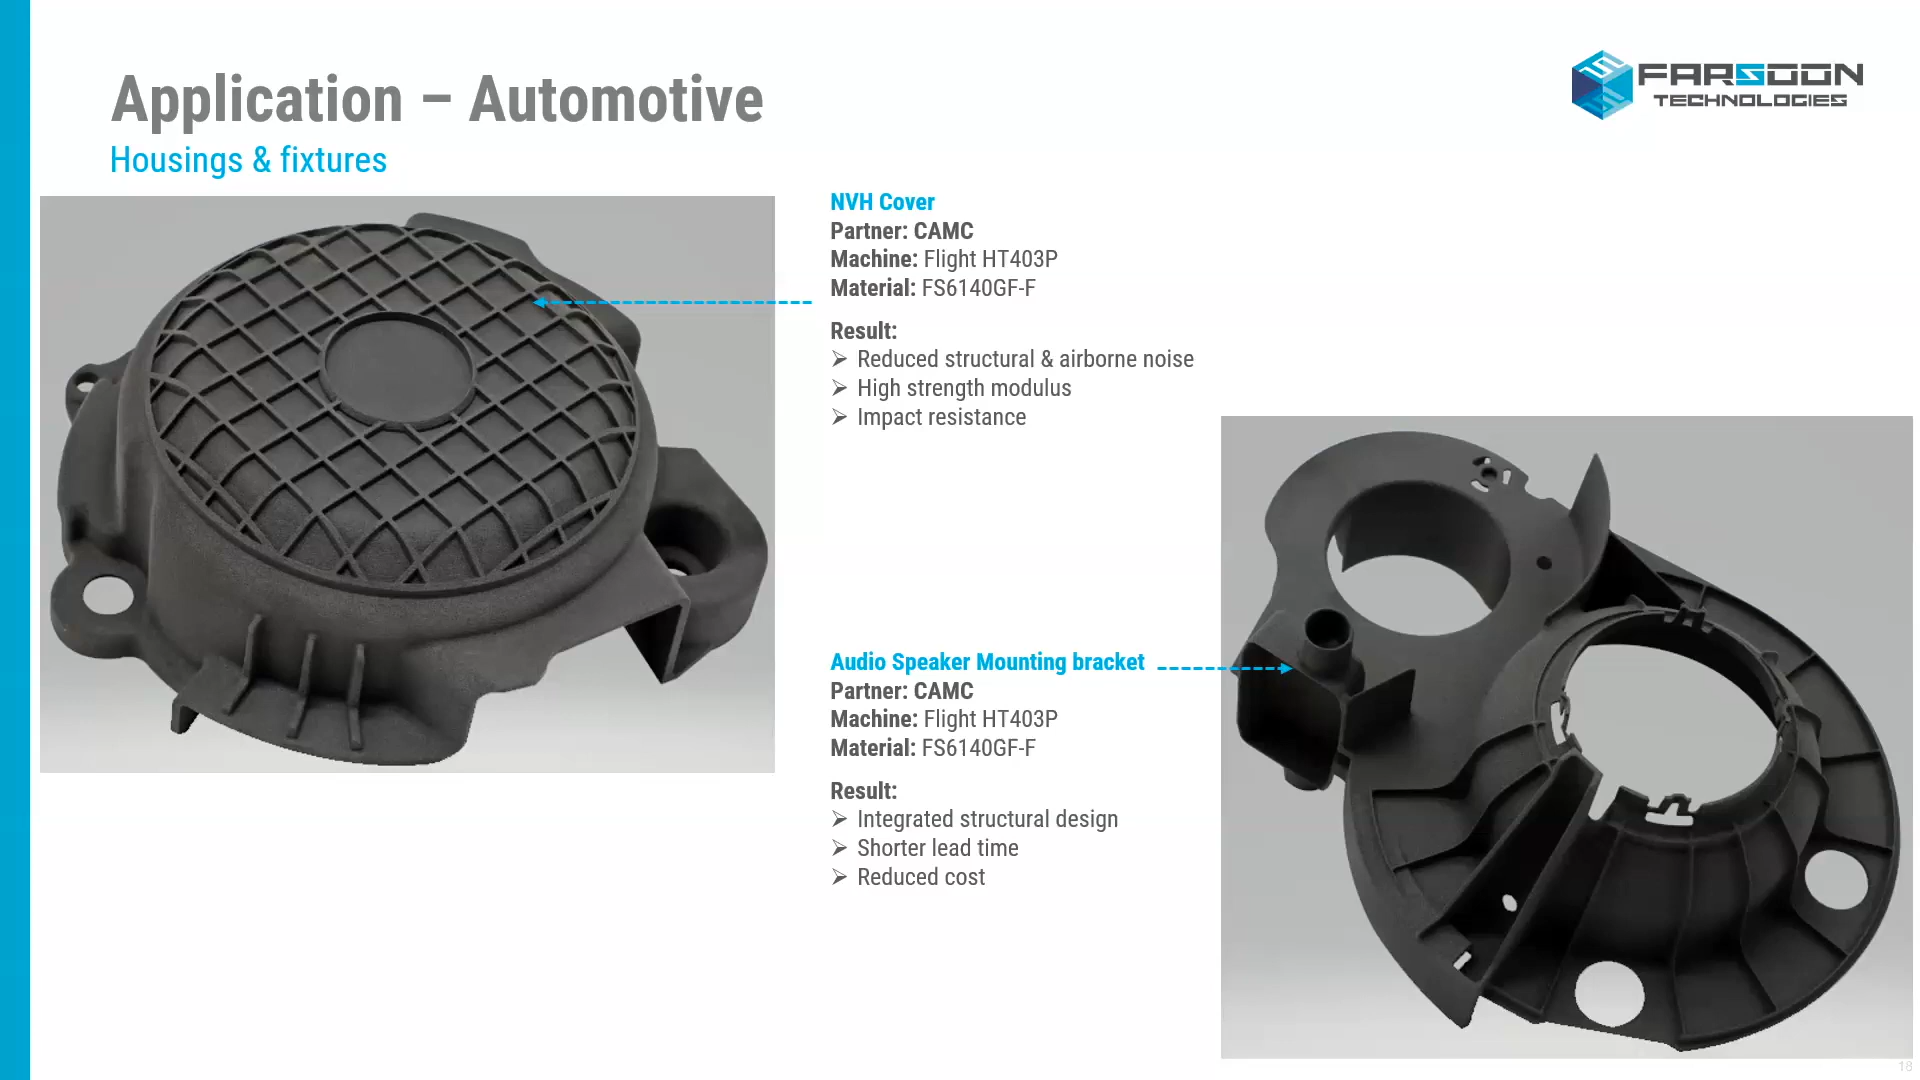 Application – Automotive
Housings & fixtures
FARSOON
TECHNOLOGIES
NVH Cover
Partner: CAMC
Machine: Flight HT403P
Material: FS6140GF-F
Result:
➢ Reduced structural & airborne noise
➢ High strength modulus
➢ Impact resistance
Audio Speaker Mounting bracket
Partner: CAMC
Machine: Flight HT403P
Material: FS6140GF-F
Result:
➢ Integrated structural design
➢ Shorter lead time
➢ Reduced cost
18